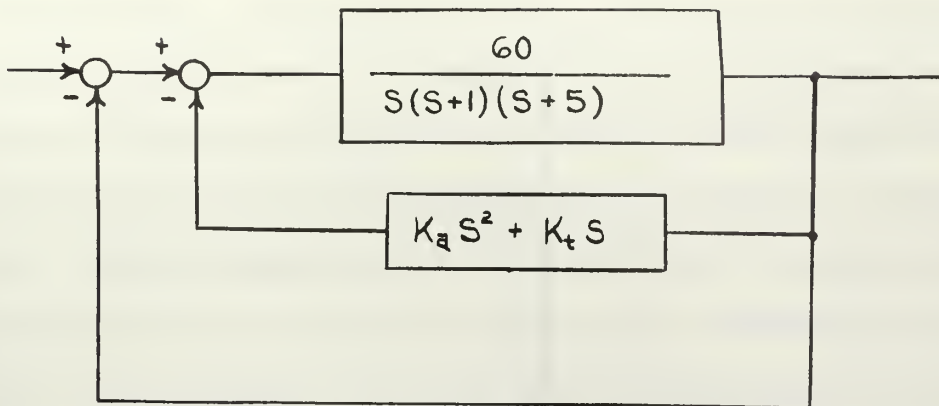 +
+
-
-
60
S(S+1)(S+5)
Kₐ S² + Kₜ S